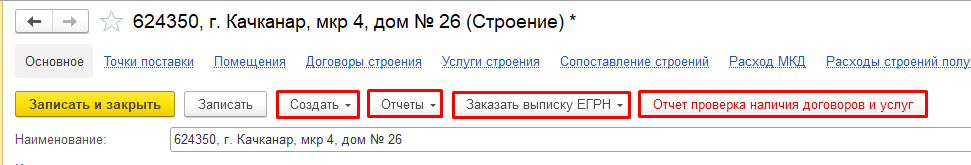 624350, г. Качканар, мкр 4, дом № 26 (Строение) *
Основное Точки поставки Помещения Договоры строения Услуги строения Сопоставление строений Расход МКД Расходы строений полу
Записать и закрыть Записать Создать Отчеты Заказать выписку ЕГРН Отчет проверка наличия договоров и услуг
Наименование: 624350, г. Качканар, мкр 4, дом № 26